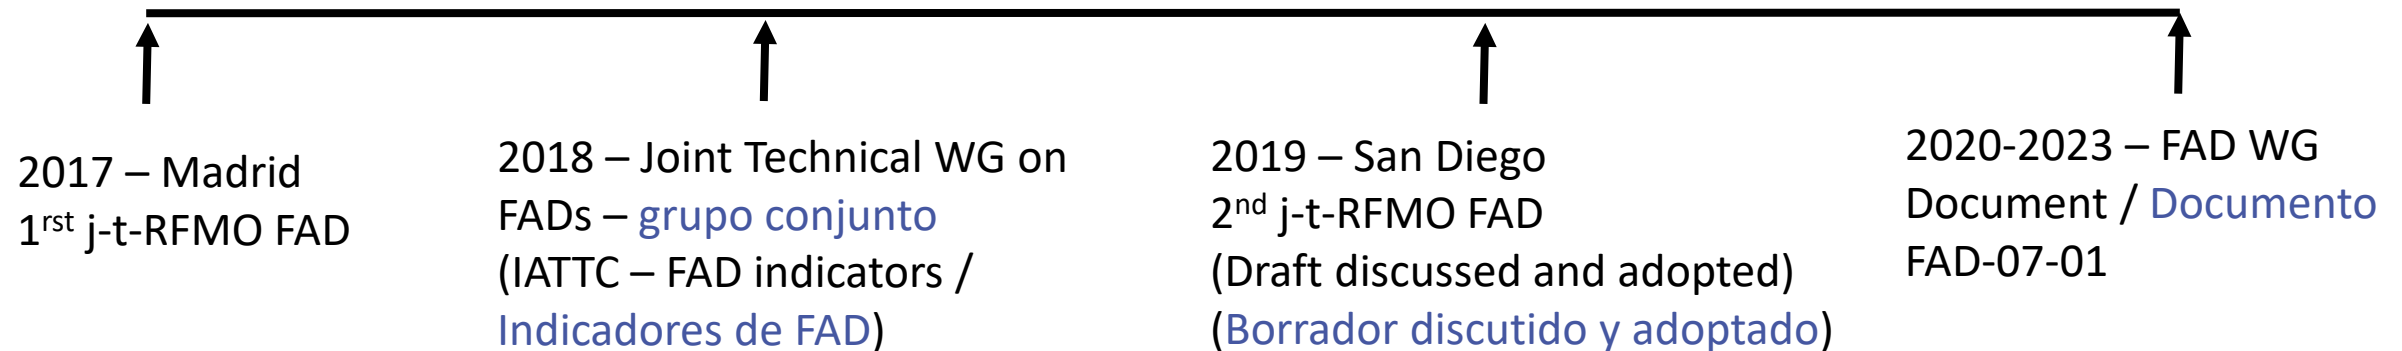 2017 – Madrid
1rst j-t-RFMO FAD
2018 – Joint Technical WG on
FADs – grupo conjunto
(IATTC – FAD indicators /
Indicadores de FAD)
2019 – San Diego
2nd j-t-RFMO FAD
(Draft discussed and adopted)
(Borrador discutido y adoptado)
2020-2023 – FAD WG
Document / Documento
FAD-07-01